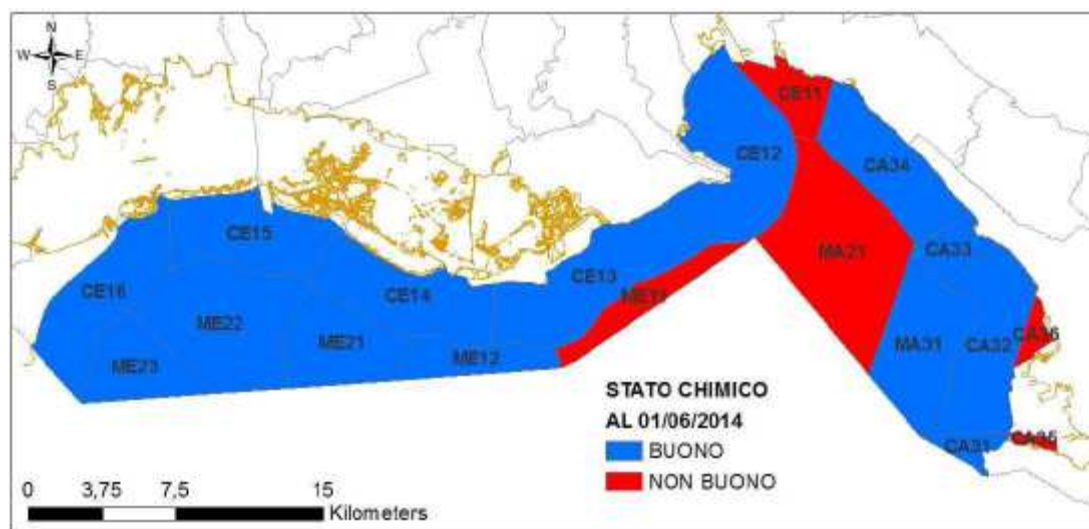 N
W E
S
CE11
CE12
CA34
CE15
MA21
CA33
CE13
CE16
CE14
ME22
CA36
ME21
MA31
CA32
ME12
ME23
STATO CHIMICO
AL 01/06/2014
CA35
CA31
BUONO
NON BUONO
0 3,75 7,5 15
Kilometers